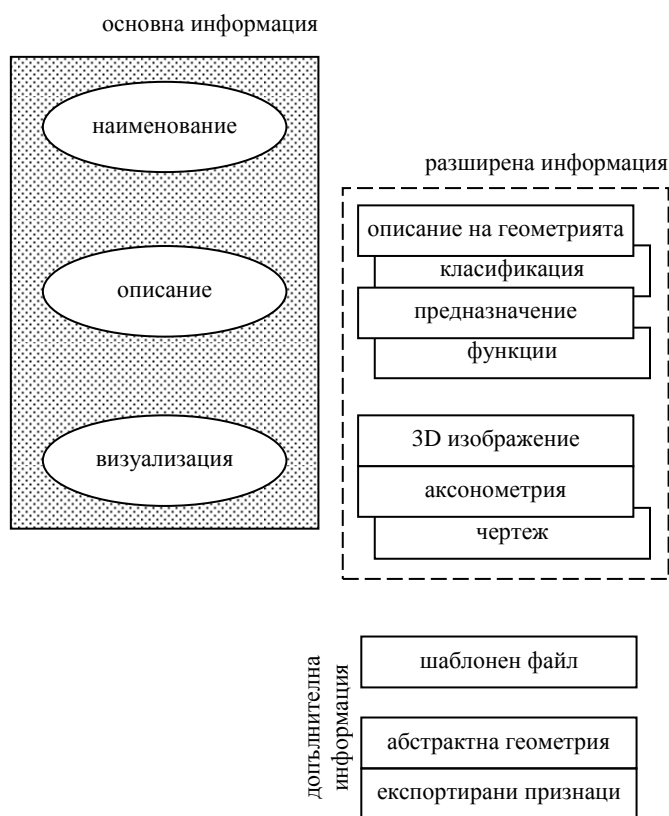 основна информация
наименование
описание
визуализация
разширена информация
описание на геометрията
класификация
предназначение
функции
3D изображение
аксонометрия
чертеж
допълнителна
информация
шаблонен файл
абстрактна геометрия
експортирани признаци